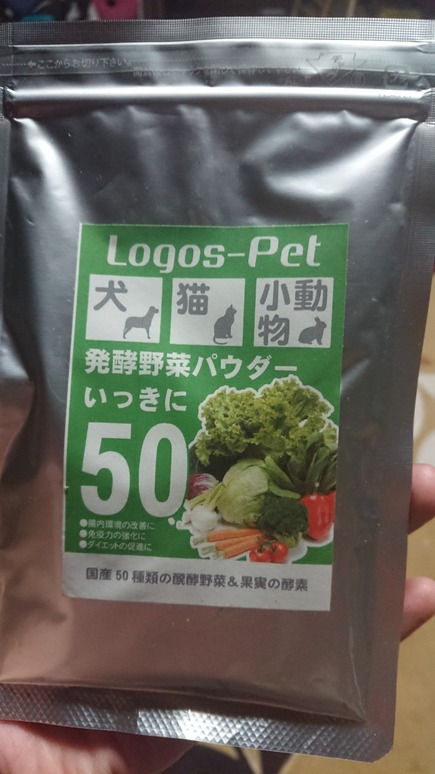 ←ここからお切り下さい。
Logos-Pet
犬 猫 小動物
発酵野菜パウダー
いっきに
50
●腸内環境の改善に
●免疫力の強化に
●ダイエットの促進に
国産50種類の醗酵野菜&果実の酵素